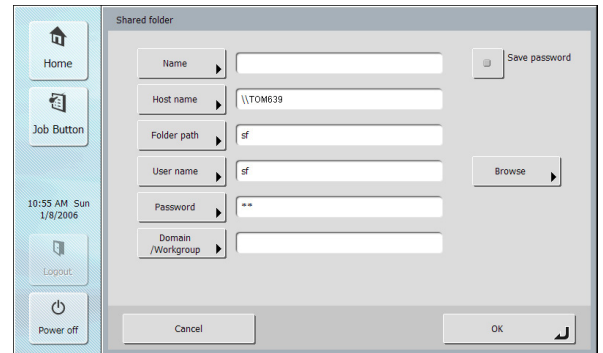 Shared folder
Home
Job Button
10:55 AM Sun
1/8/2006
Logout
Power off
Name
Save password
Host name
\\TOM639
Folder path
sf
User name
sf
Browse
Password
**
Domain
/Workgroup
Cancel
OK